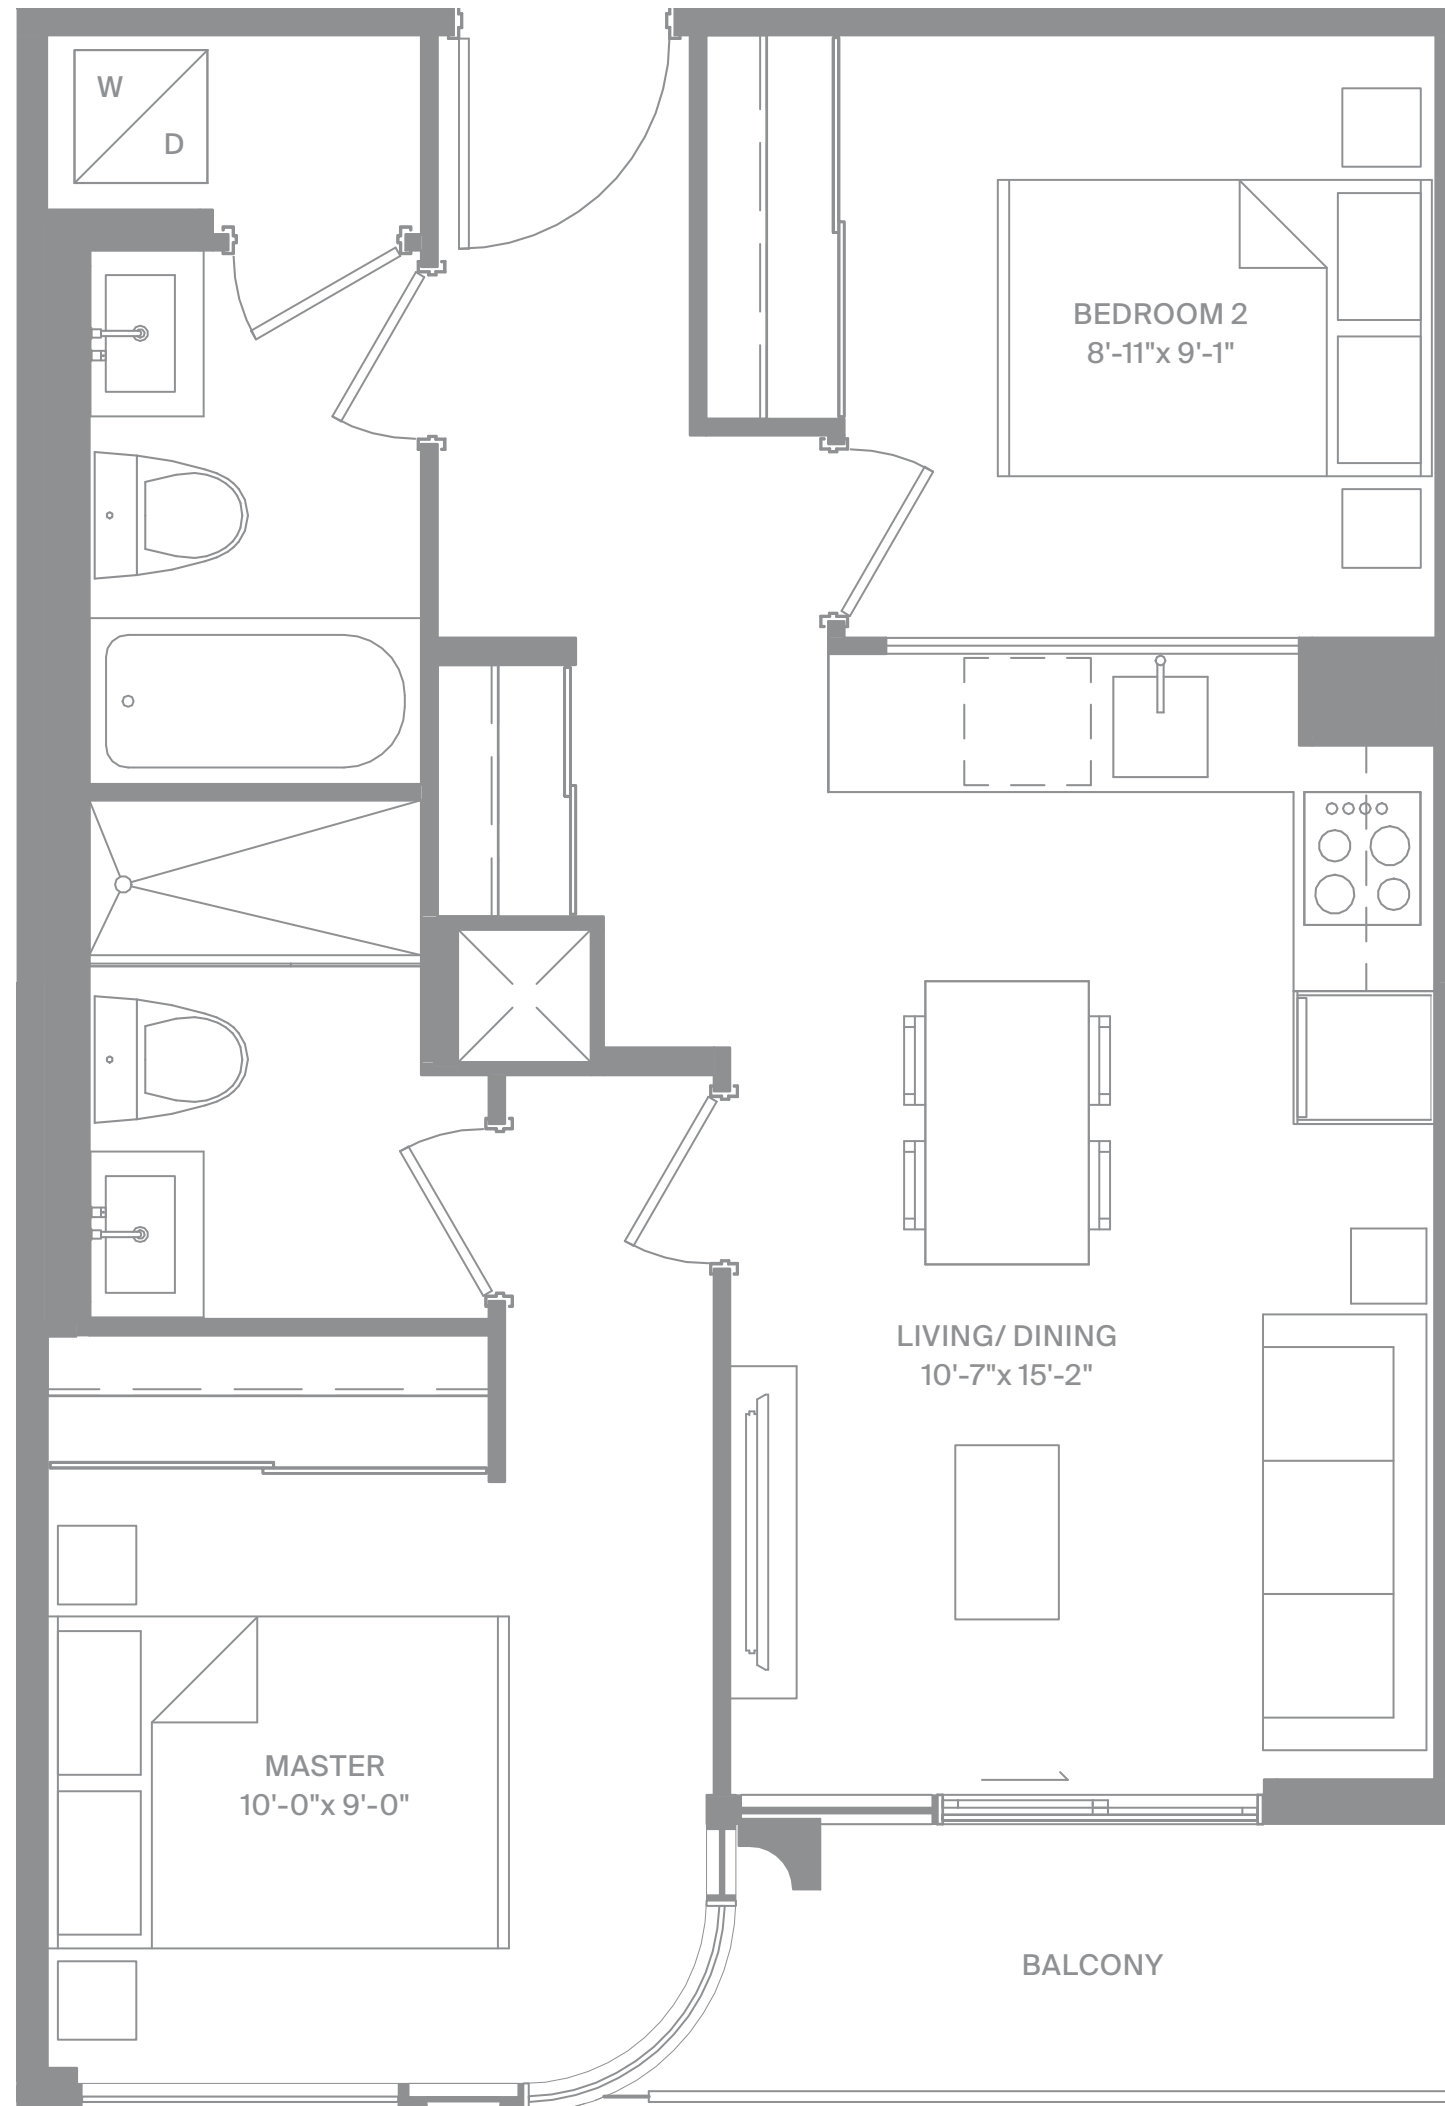 W
D
BEDROOM 2
8'-11"x 9'-1"
LIVING/ DINING
10'-7"x 15'-2"
MASTER
10'-0"x 9'-0"
BALCONY